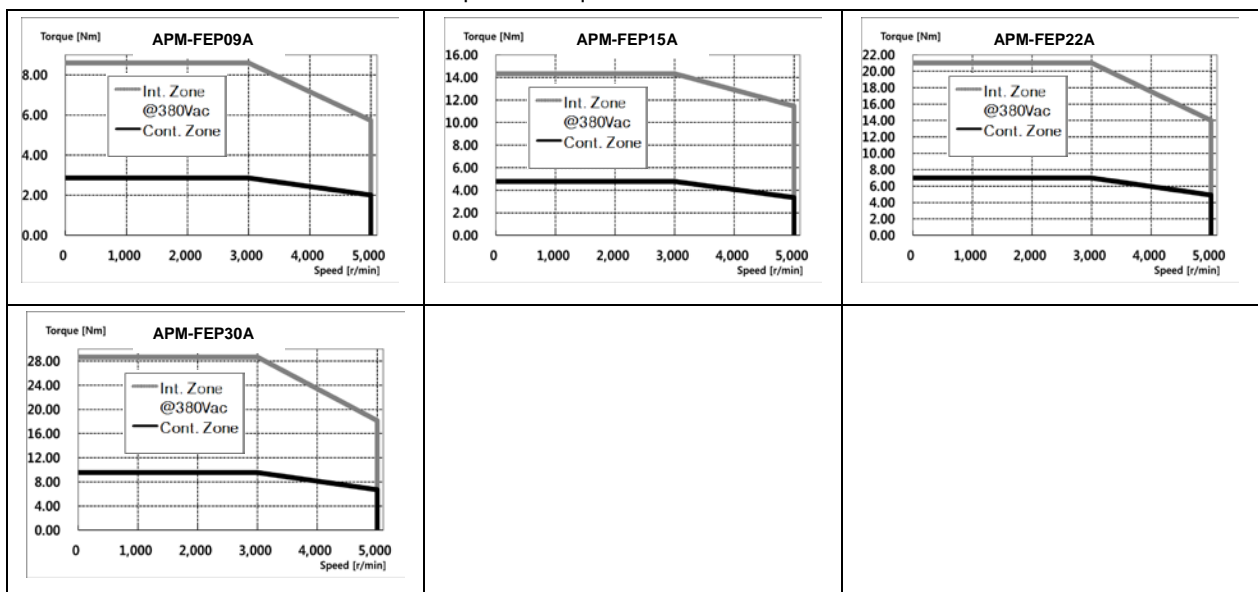 Torque [Nm] APM-FEP09A
8.00
6.00
4.00
2.00
0.00
Int. Zone
@380Vac
Cont. Zone
0 1,000 2,000 3,000 4,000 5,000
Speed [r/min]
Torque [Nm] APM-FEP15A
16.00
14.00
12.00
10.00
8.00
6.00
4.00
2.00
0.00
Int. Zone
@380Vac
Cont. Zone
0 1,000 2,000 3,000 4,000 5,000
Speed [r/min]
Torque [Nm] APM-FEP22A
22.00
20.00
18.00
16.00
14.00
12.00
10.00
8.00
6.00
4.00
2.00
0.00
Int. Zone
@380Vac
Cont. Zone
0 1,000 2,000 3,000 4,000 5,000
Speed [r/min]
Torque [Nm] APM-FEP30A
28.00
24.00
20.00
16.00
12.00
8.00
4.00
0.00
Int. Zone
@380Vac
Cont. Zone
0 1,000 2,000 3,000 4,000 5,000
Speed [r/min]